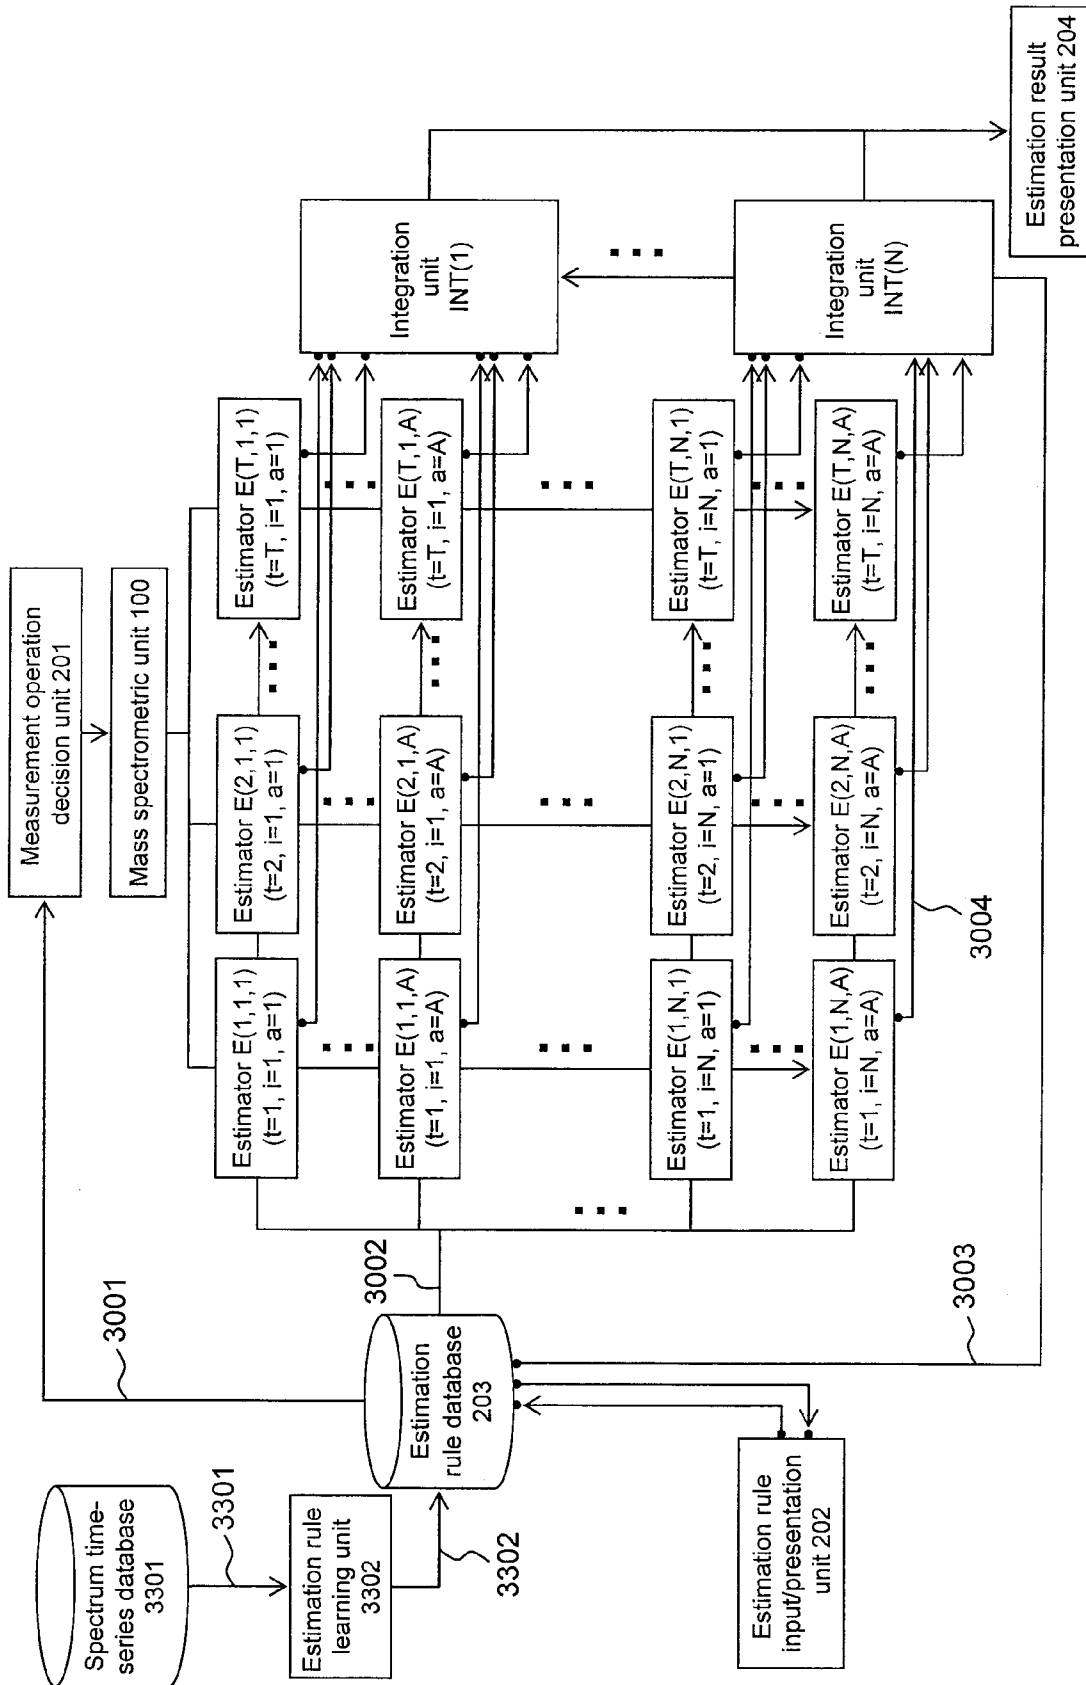 Spectrum time-
series database
3301
3301
Estimation rule
learning unit
3302
3302
3001
Measurement operation
decision unit 201
Mass spectrometric unit 100
Estimation
rule database
203
3002
Estimation rule
input/presentation
unit 202
3003
Estimator E(1,1,1)
(t=1, i=1, a=1)
Estimator E(2,1,1)
(t=2, i=1, a=1)
Estimator E(T,1,1)
(t=T, i=1, a=1)
Estimator E(1,1,A)
(t=1, i=1, a=A)
Estimator E(2,1,A)
(t=2, i=1, a=A)
Estimator E(T,1,A)
(t=T, i=1, a=A)
Estimator E(1,N,1)
(t=1, i=N, a=1)
Estimator E(2,N,1)
(t=2, i=N, a=1)
Estimator E(T,N,1)
(t=T, i=N, a=1)
Estimator E(1,N,A)
(t=1, i=N, a=A)
Estimator E(2,N,A)
(t=2, i=N, a=A)
Estimator E(T,N,A)
(t=T, i=N, a=A)
3004
Integration
unit
INT(1)
Integration
unit
INT(N)
Estimation result
presentation unit 204